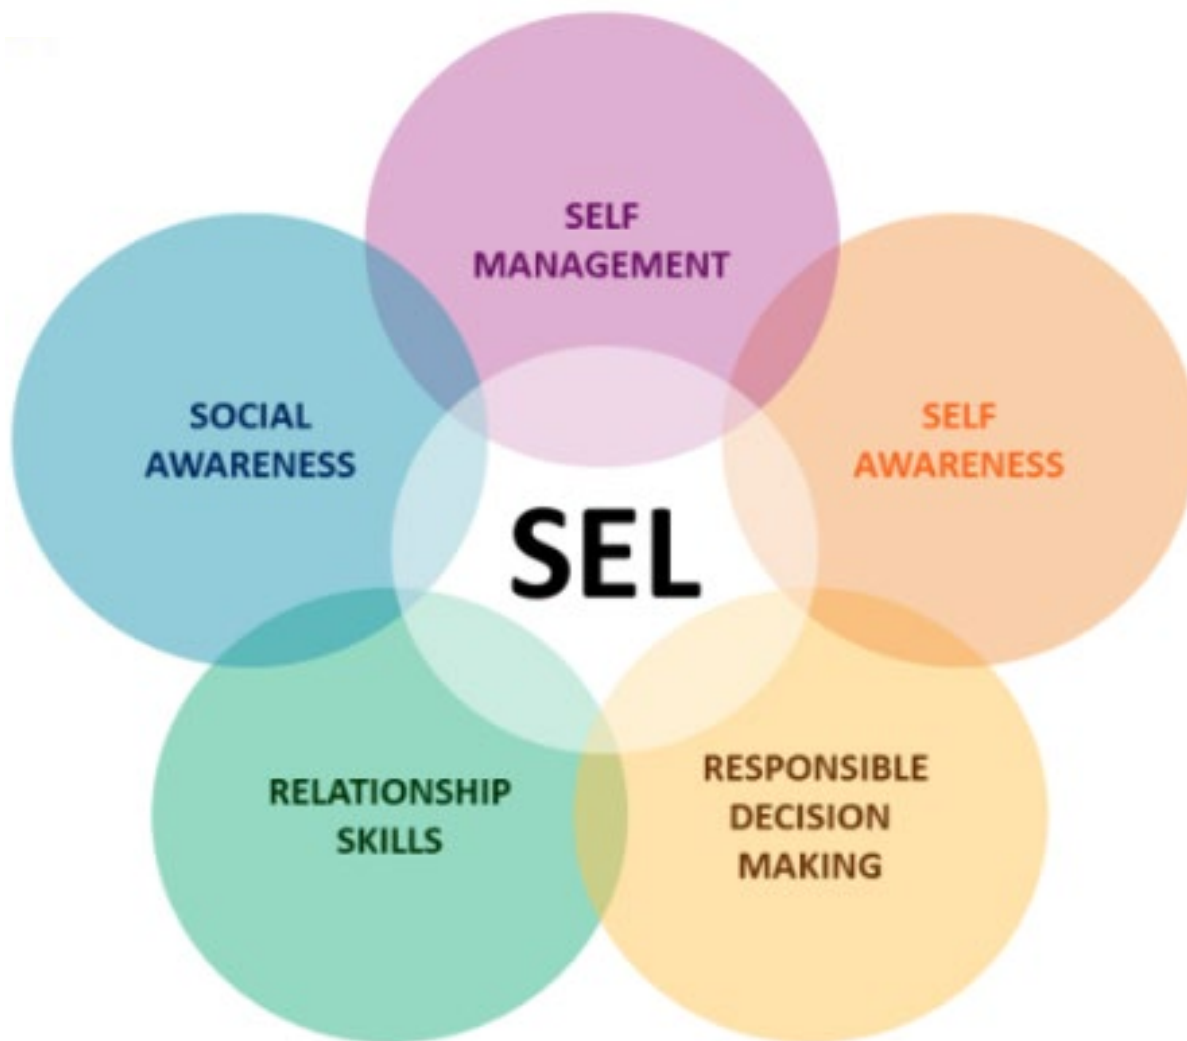 SELF
MANAGEMENT
SOCIAL
AWARENESS
SELF
AWARENESS
SEL
RELATIONSHIP
SKILLS
RESPONSIBLE
DECISION
MAKING